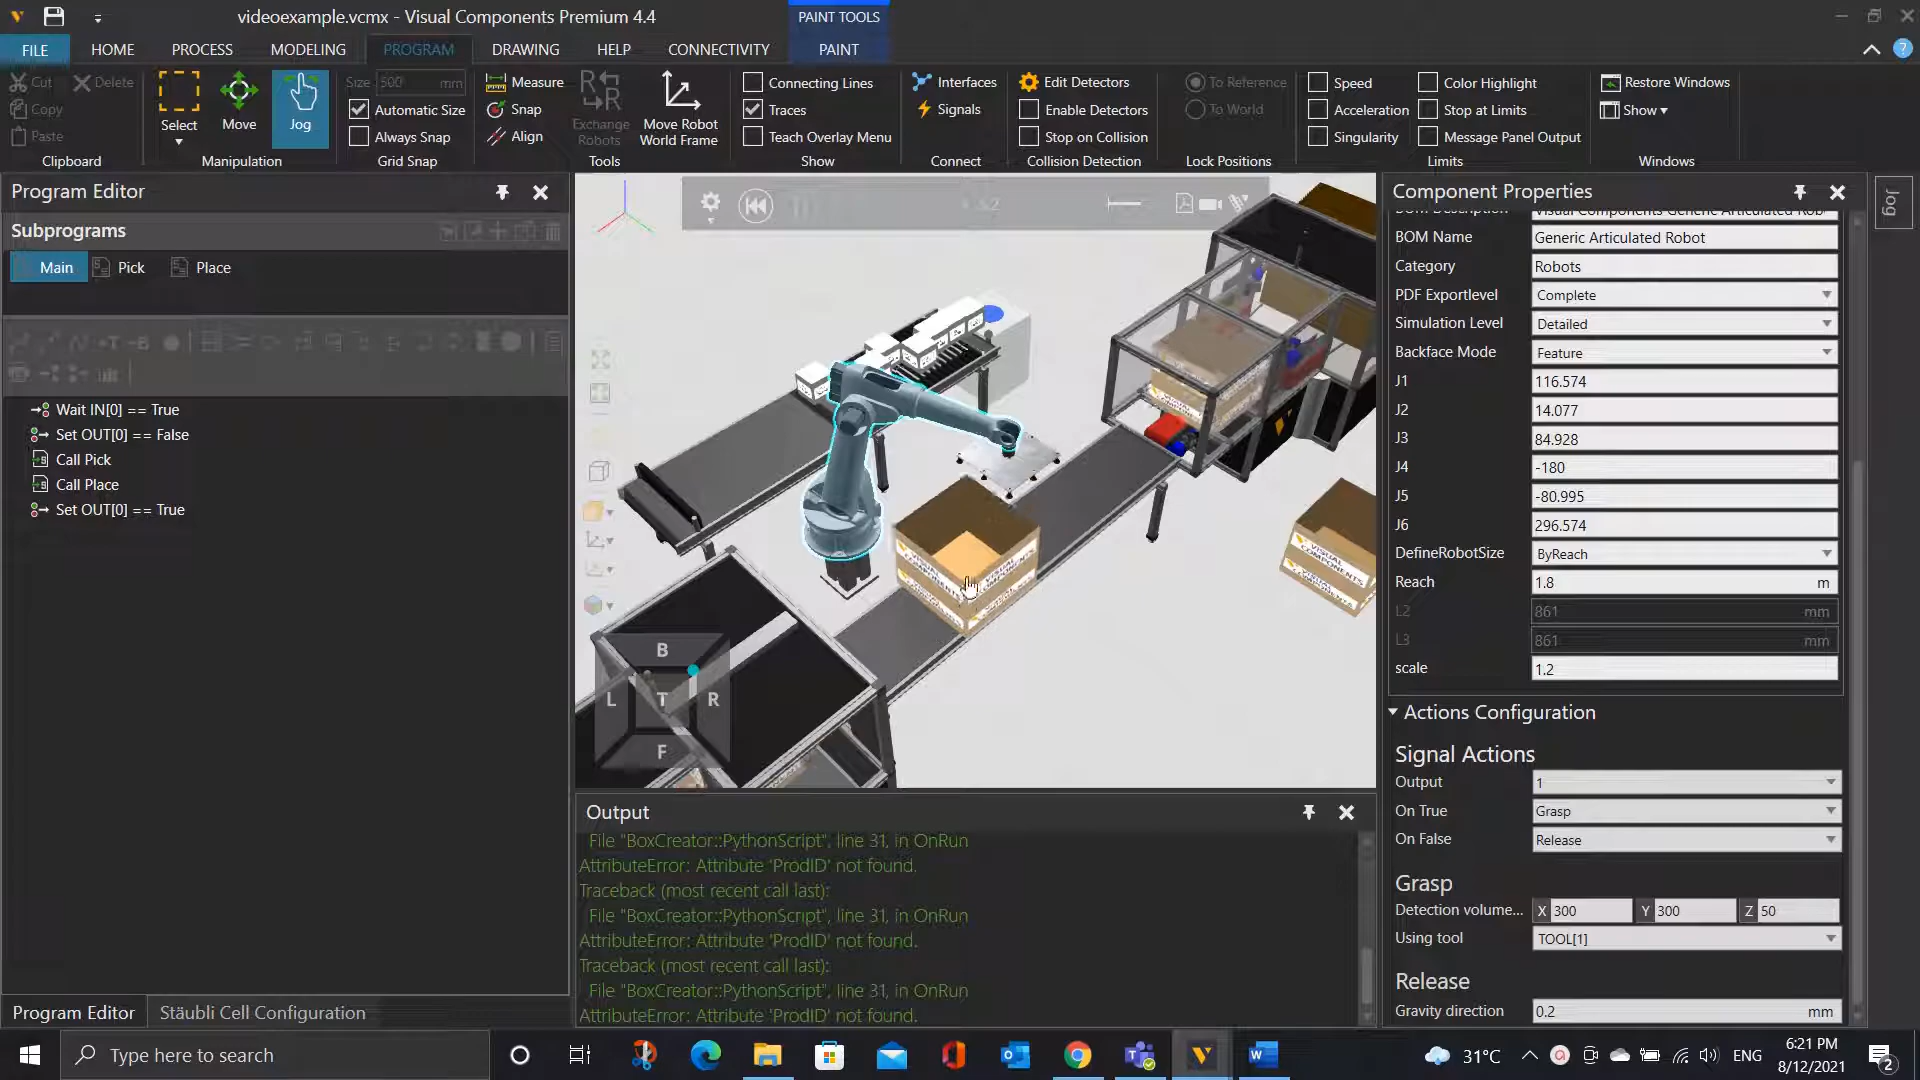 videoexample.vcmx - Visual Components Premium 4.4
PAINT TOOLS
FILE HOME PROCESS MODELING PROGRAM DRAWING HELP CONNECTIVITY PAINT
Cut Delete
Copy
Paste
Clipboard
Select Move Jog
Manipulation
Size 500 mm
Automatic Size
Always Snap
Grid Snap
Measure
Snap
Align
Exchange Robots
Move Robot World Frame
Tools
Connecting Lines
Traces
Teach Overlay Menu
Show
Interfaces
Signals
Connect
Edit Detectors
Enable Detectors
Stop on Collision
Collision Detection
To Reference
To World
Lock Positions
Speed
Acceleration
Singularity
Color Highlight
Stop at Limits
Message Panel Output
Limits
Restore Windows
Show
Windows
Program Editor
Subprograms
Main Pick Place
Wait IN[0] == True
Set OUT[0] == False
Call Pick
Call Place
Set OUT[0] == True
Program Editor Stäubli Cell Configuration
VISUAL COMPONENTS
B
L T R
F
Output
File "BoxCreator::PythonScript", line 31, in OnRun
AttributeError: Attribute 'ProdID' not found.
Traceback (most recent call last):
File "BoxCreator::PythonScript", line 31, in OnRun
AttributeError: Attribute 'ProdID' not found.
Traceback (most recent call last):
File "BoxCreator::PythonScript", line 31, in OnRun
AttributeError: Attribute 'ProdID' not found.
Component Properties
Jog
BOM Description Visual Components Generic Articulated Rob
BOM Name Generic Articulated Robot
Category Robots
PDF Exportlevel Complete
Simulation Level Detailed
Backface Mode Feature
J1 116.574
J2 14.077
J3 84.928
J4 -180
J5 -80.995
J6 296.574
DefineRobotSize ByReach
Reach 1.8 m
L2 861 mm
L3 861 mm
scale 1.2
Actions Configuration
Signal Actions
Output 1
On True Grasp
On False Release
Grasp
Detection volume... X 300 Y 300 Z 50
Using tool TOOL[1]
Release
Gravity direction 0.2 mm
Type here to search
31°C
ENG
6:21 PM
8/12/2021
2